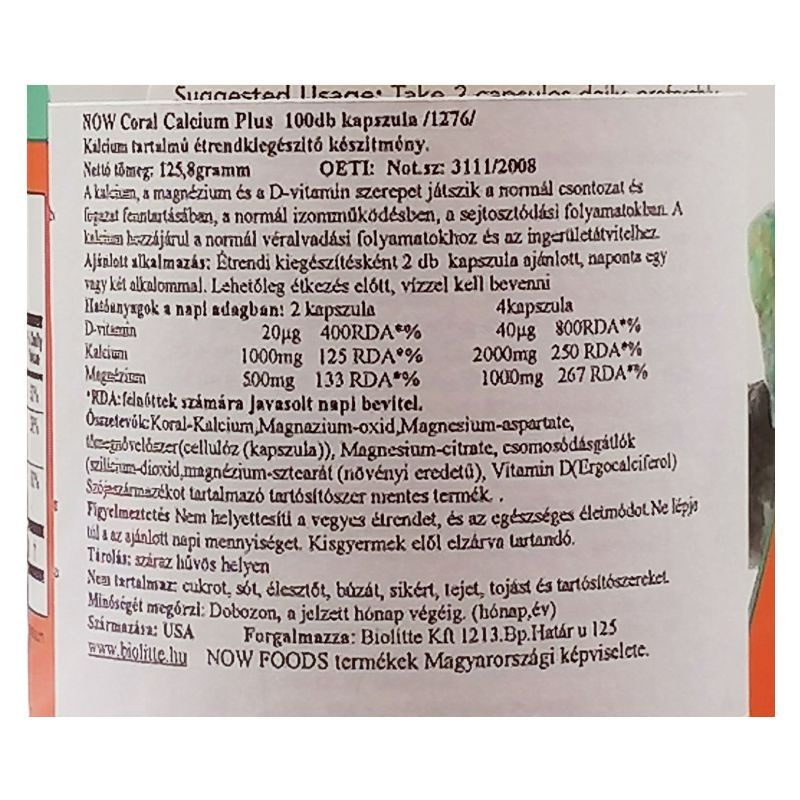 Suggested Usage: Take 2 capsules daily, preferably
NOW Coral Calcium Plus 100db kapszula /1276/
Kalcium tartalmú étrendkiegészítő készítmény.
Nettó tömeg: 125,8gramm OETI: Not.sz: 3111/2008
A kalcium, a magnézium és a D-vitamin szerepet játszik a normál csontozat és
fogazat fenntartásában, a normál izomműködésben, a sejtosztódási folyamatokban. A
kalcium hozzájárul a normál véralvadási folyamatokhoz és az ingerületátvitelhez.
Ajánlott alkalmazás: Étrendi kiegészítésként 2 db kapszula ajánlott, naponta egy
vagy két alkalommal. Lehetőleg étkezés előtt, vízzel kell bevenni
Hatóanyagok a napi adagban: 2 kapszula 4kapszula
D-vitamin 20µg 400RDA*% 40µg 800RDA*%
Kalcium 1000mg 125 RDA*% 2000mg 250 RDA*%
Magnézium 500mg 133 RDA*% 1000mg 267 RDA*%
*RDA:felnőttek számára Javasolt napi bevitel.
Összetevők:Koral-Kalcium,Magnazium-oxid,Magnesium-aspartate,
tömegnövelőszer(cellulóz (kapszula)), Magnesium-citrate, csomosódásgátlók
(szilícium-dioxid,magnézium-sztearát (növényi eredetű), Vitamin D(Ergocalciferol)
Szójaszármazékot tartalmazó tartósítószer mentes termék. .
Figyelmeztetés Nem helyettesíti a vegyes étrendet, és az egészséges életmódot.Ne lépje
túl a az ajánlott napi mennyiséget. Kisgyermek elől elzárva tartandó.
Tárolás: száraz hűvös helyen
Nem tartalmaz: cukrot, sót, élesztőt, búzát, sikért, tejet, tojást és tartósítószereket.
Minőségét megőrzi: Dobozon, a jelzett hónap végéig. (hónap,év)
Származása: USA Forgalmazza: Biolitte Kft 1213.Bp.Határ u 125
www.biolitte.hu NOW FOODS termékek Magyarországi képviselete.